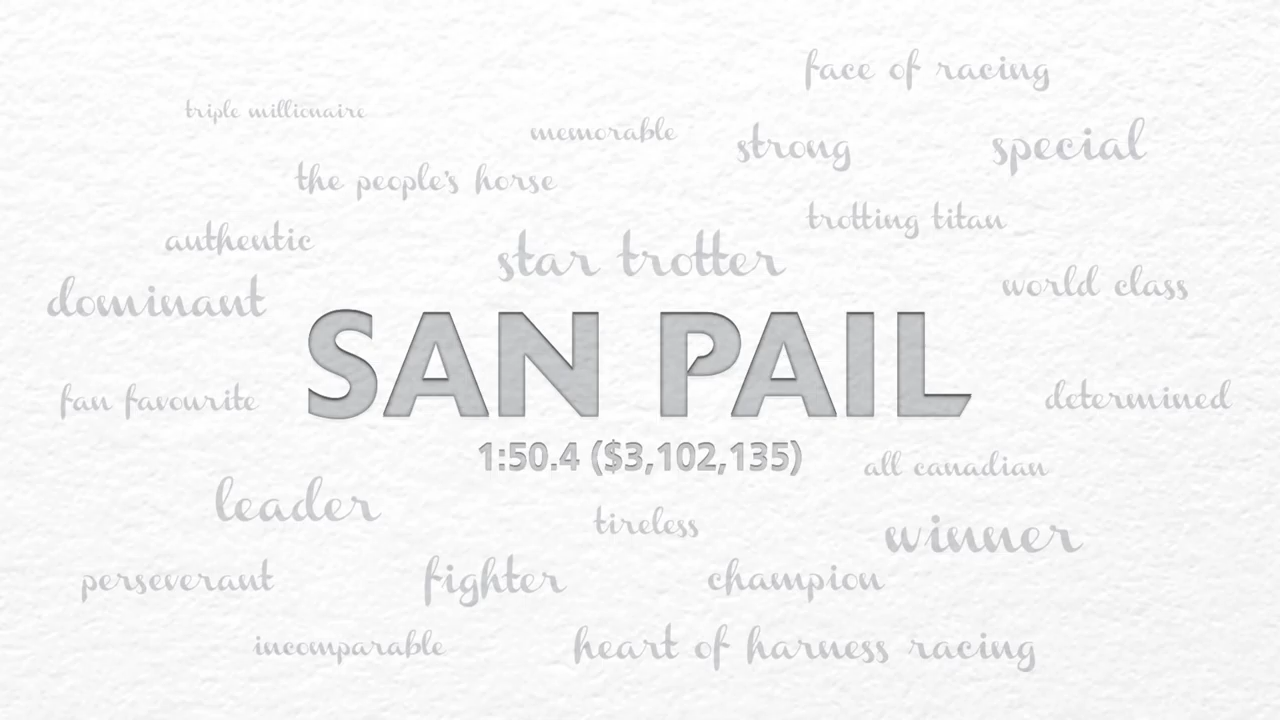 face of racing
triple millionaire
memorable
strong
special
the people's horse
trotting titan
authentic
star trotter
world class
dominant
SAN PAIL
fan favourite
determined
1:50.4 ($3,102,135)
all canadian
leader
tireless
winner
perseverant
fighter
champion
incomparable
heart of harness racing